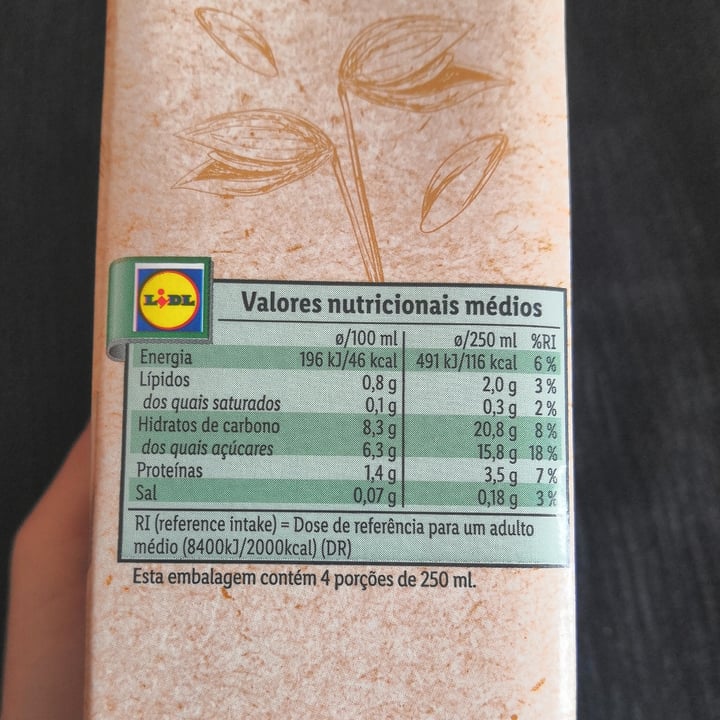 LIDL
Valores nutricionais médios
ø/100 ml ø/250 ml %RI
Energia 196 kJ/46 kcal 491 kJ/116 kcal 6 %
Lípidos 0,8 g 2,0 g 3 %
dos quais saturados 0,1 g 0,3 g 2 %
Hidratos de carbono 8,3 g 20,8 g 8 %
dos quais açúcares 6,3 g 15,8 g 18 %
Proteínas 1,4 g 3,5 g 7 %
Sal 0,07 g 0,18 g 3 %
RI (reference intake) = Dose de referência para um adulto
médio (8400kJ/2000kcal) (DR)
Esta embalagem contém 4 porções de 250 ml.